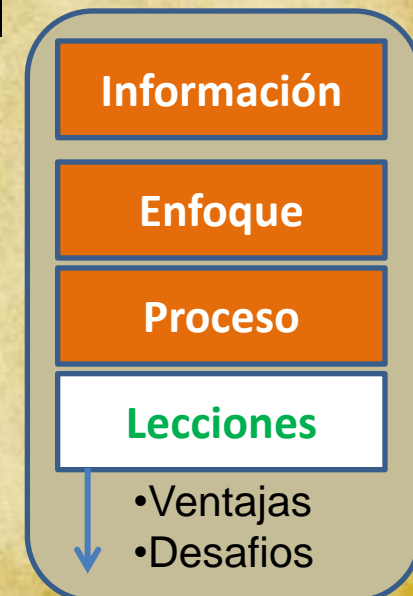 Información
Enfoque
Proceso
Lecciones
•Ventajas
•Desafios